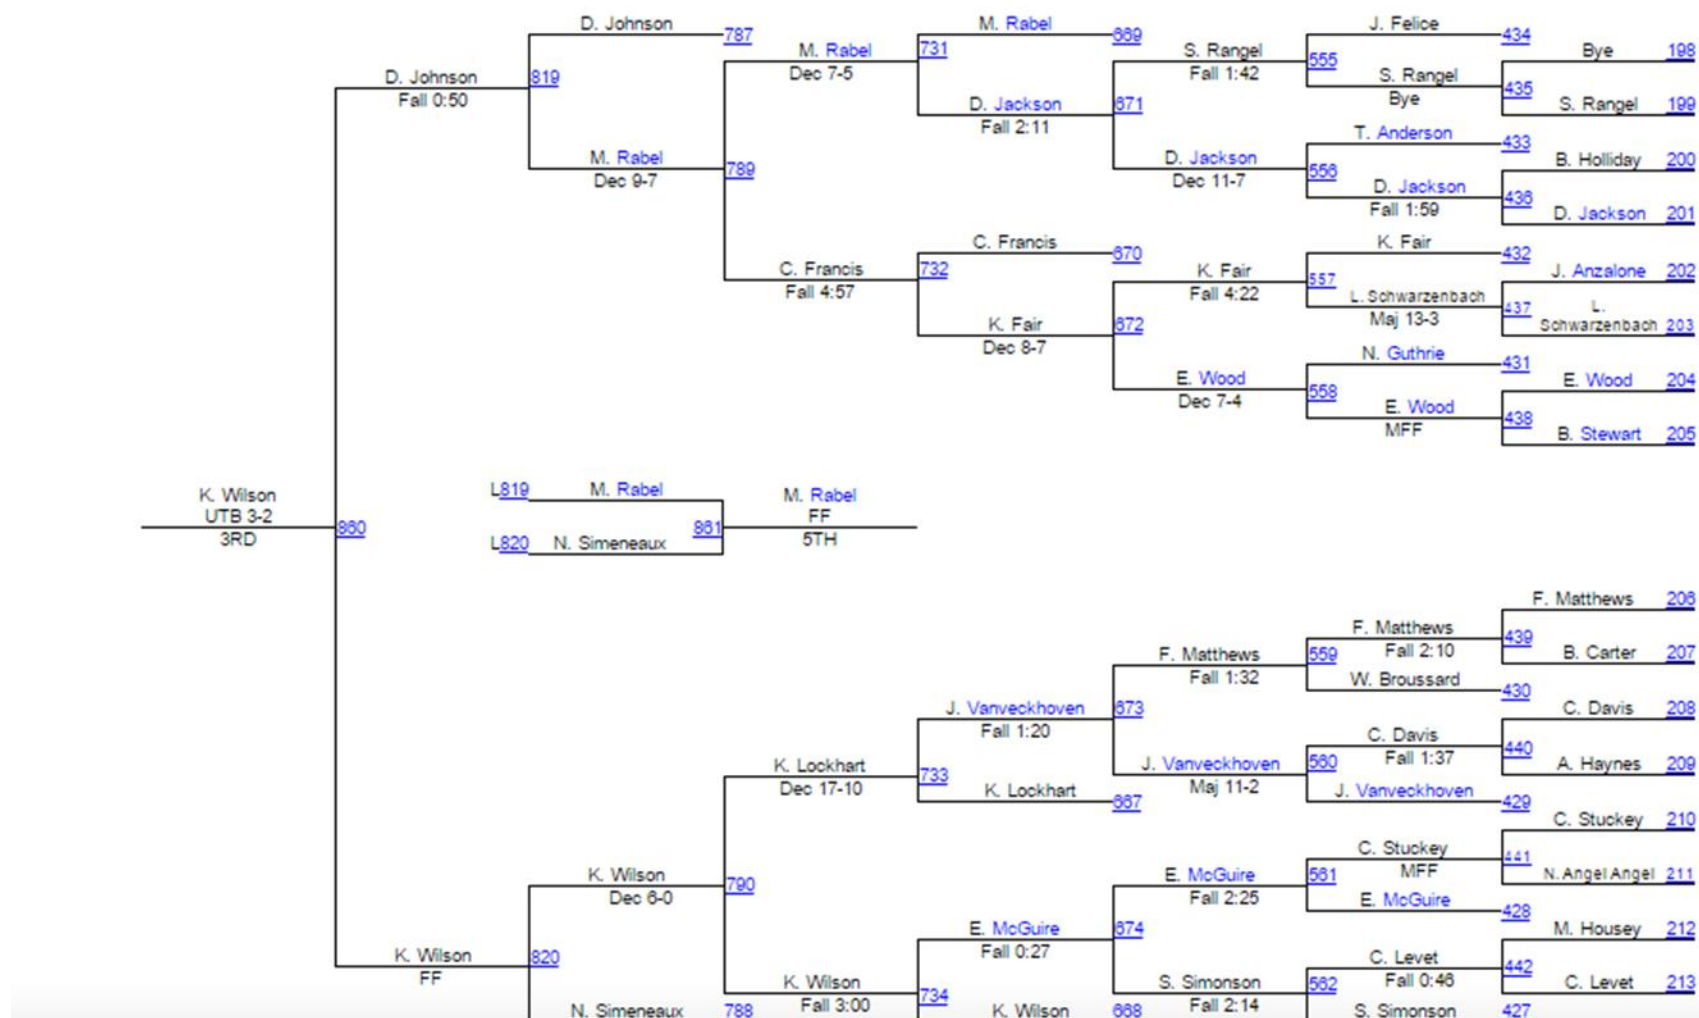 D. Johnson
787
M. Rabel
Dec 7-5
731
M. Rabel
669
S. Rangel
Fall 1:42
555
J. Felice
434
Bye
198
D. Johnson
Fall 0:50
819
S. Rangel
Bye
435
S. Rangel
199
D. Jackson
Fall 2:11
671
T. Anderson
433
B. Holliday
200
M. Rabel
Dec 9-7
789
D. Jackson
Dec 11-7
556
D. Jackson
Fall 1:59
436
D. Jackson
201
C. Francis
670
K. Fair
432
C. Francis
Fall 4:57
732
K. Fair
Fall 4:22
557
J. Anzalone
202
L. Schwarzenbach
Maj 13-3
437
L.
Schwarzenbach
203
K. Fair
Dec 8-7
672
N. Guthrie
431
E. Wood
Dec 7-4
558
E. Wood
204
E. Wood
MFF
438
B. Stewart
205
K. Wilson
UTB 3-2
3RD
860
L819
M. Rabel
L820
N. Simeneaux
861
M. Rabel
FF
5TH
F. Matthews
206
F. Matthews
Fall 2:10
439
B. Carter
207
F. Matthews
Fall 1:32
559
W. Broussard
430
J. Vanveckhoven
Fall 1:20
673
C. Davis
208
C. Davis
Fall 1:37
440
A. Haynes
209
K. Lockhart
Dec 17-10
733
J. Vanveckhoven
Maj 11-2
560
K. Lockhart
667
J. Vanveckhoven
429
C. Stuckey
210
C. Stuckey
MFF
441
N. Angel Angel
211
K. Wilson
Dec 6-0
790
E. McGuire
Fall 2:25
561
E. McGuire
428
E. McGuire
Fall 0:27
674
M. Housey
212
K. Wilson
FF
820
C. Levet
Fall 0:46
442
C. Levet
213
K. Wilson
Fall 3:00
734
S. Simonson
Fall 2:14
562
N. Simeneaux
788
K. Wilson
668
S. Simonson
427